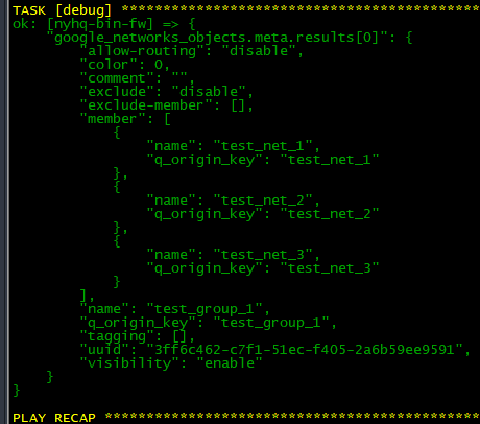 TASK [debug] *******************************************
ok: [nyhq-bin-fw] => {
"google_networks_objects.meta.results[0]": {
"allow-routing": "disable",
"color": 0,
"comment": "",
"exclude": "disable",
"exclude-member": [],
"member": [
{
"name": "test_net_1",
"q_origin_key": "test_net_1"
},
{
"name": "test_net_2",
"q_origin_key": "test_net_2"
},
{
"name": "test_net_3",
"q_origin_key": "test_net_3"
}
],
"name": "test_group_1",
"q_origin_key": "test_group_1",
"tagging": [],
"uuid": "3ff6c462-c7f1-51ec-f405-2a6b59ee9591",
"visibility": "enable"
}
}
PLAY RECAP *********************************************